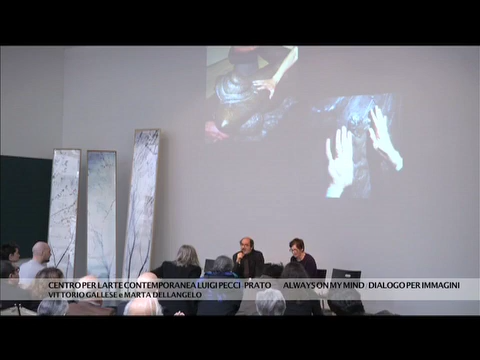 CENTRO PER LARTE CONTEMPORANEA LUIGI PECCI PRATO ALWAYS ON MY MIND DIALOGO PER IMMAGINI
VITTORIO GALLESE e MARTA DELLANGELO